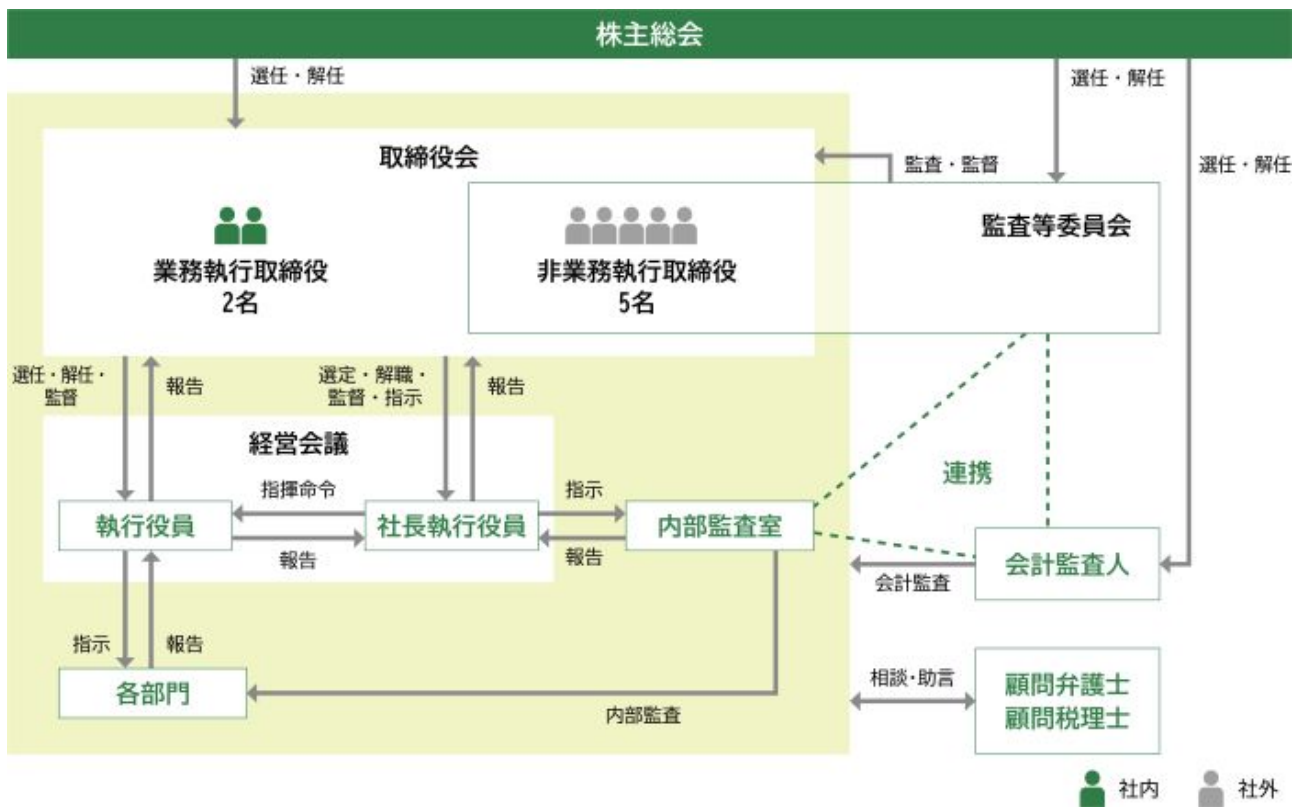 株主総会
選任・解任
選任・解任
選任・解任
取締役会
監査・監督
監査等委員会
業務執行取締役
2名
非業務執行取締役
5名
選任・解任・
監督
報告
選定・解職・
監督・指示
報告
経営会議
指揮命令
執行役員
社長執行役員
報告
指示
報告
内部監査室
連携
会計監査
会計監査人
指示
報告
各部門
内部監査
相談・助言
顧問弁護士
顧問税理士
社内
社外